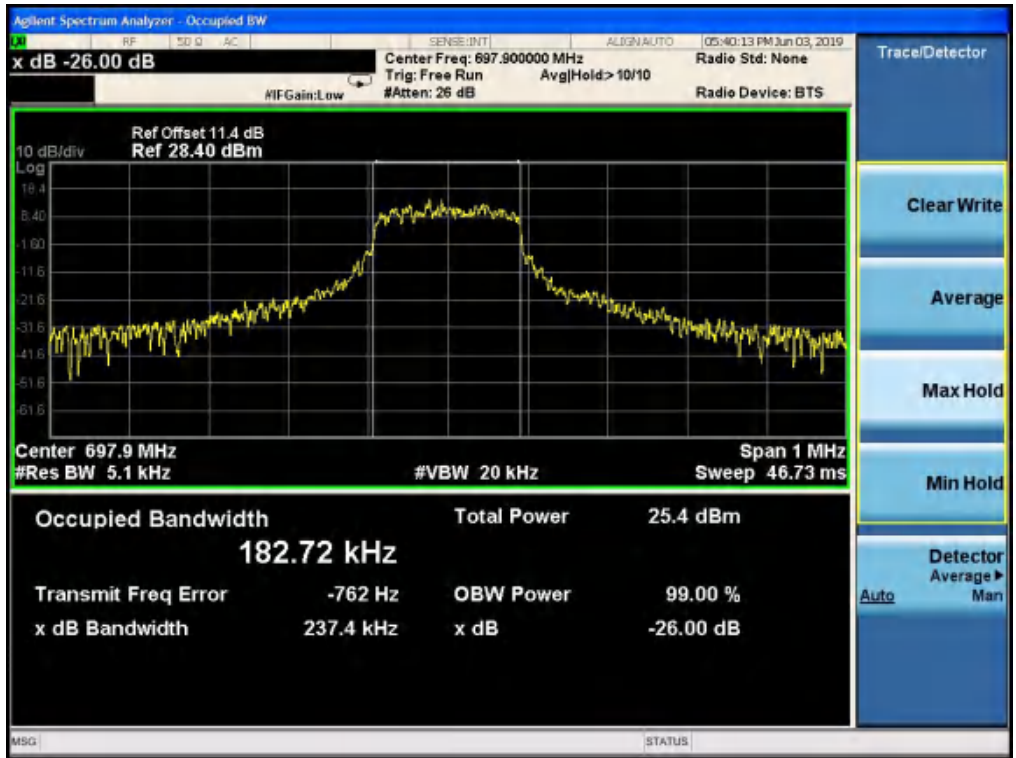 Agilent Spectrum Analyzer - Occupied BW
LXI RF 50 Ω AC SENSE:INT ALIGNAUTO 05:40:13 PM Jun 03, 2019
x dB -26.00 dB
Center Freq: 697.900000 MHz
Radio Std: None
Trig: Free Run Avg|Hold:> 10/10
#IFGain:Low #Atten: 26 dB Radio Device: BTS
Ref Offset 11.4 dB
10 dB/div Ref 28.40 dBm
Log
18.4
8.40
-1.60
-11.6
-21.6
-31.6
-41.6
-51.6
-61.6
Center 697.9 MHz Span 1 MHz
#Res BW 5.1 kHz #VBW 20 kHz Sweep 46.73 ms
Occupied Bandwidth Total Power 25.4 dBm
182.72 kHz
Transmit Freq Error -762 Hz OBW Power 99.00 %
x dB Bandwidth 237.4 kHz x dB -26.00 dB
MSG STATUS
Trace/Detector
Clear Write
Average
Max Hold
Min Hold
Detector
Average
Auto Man